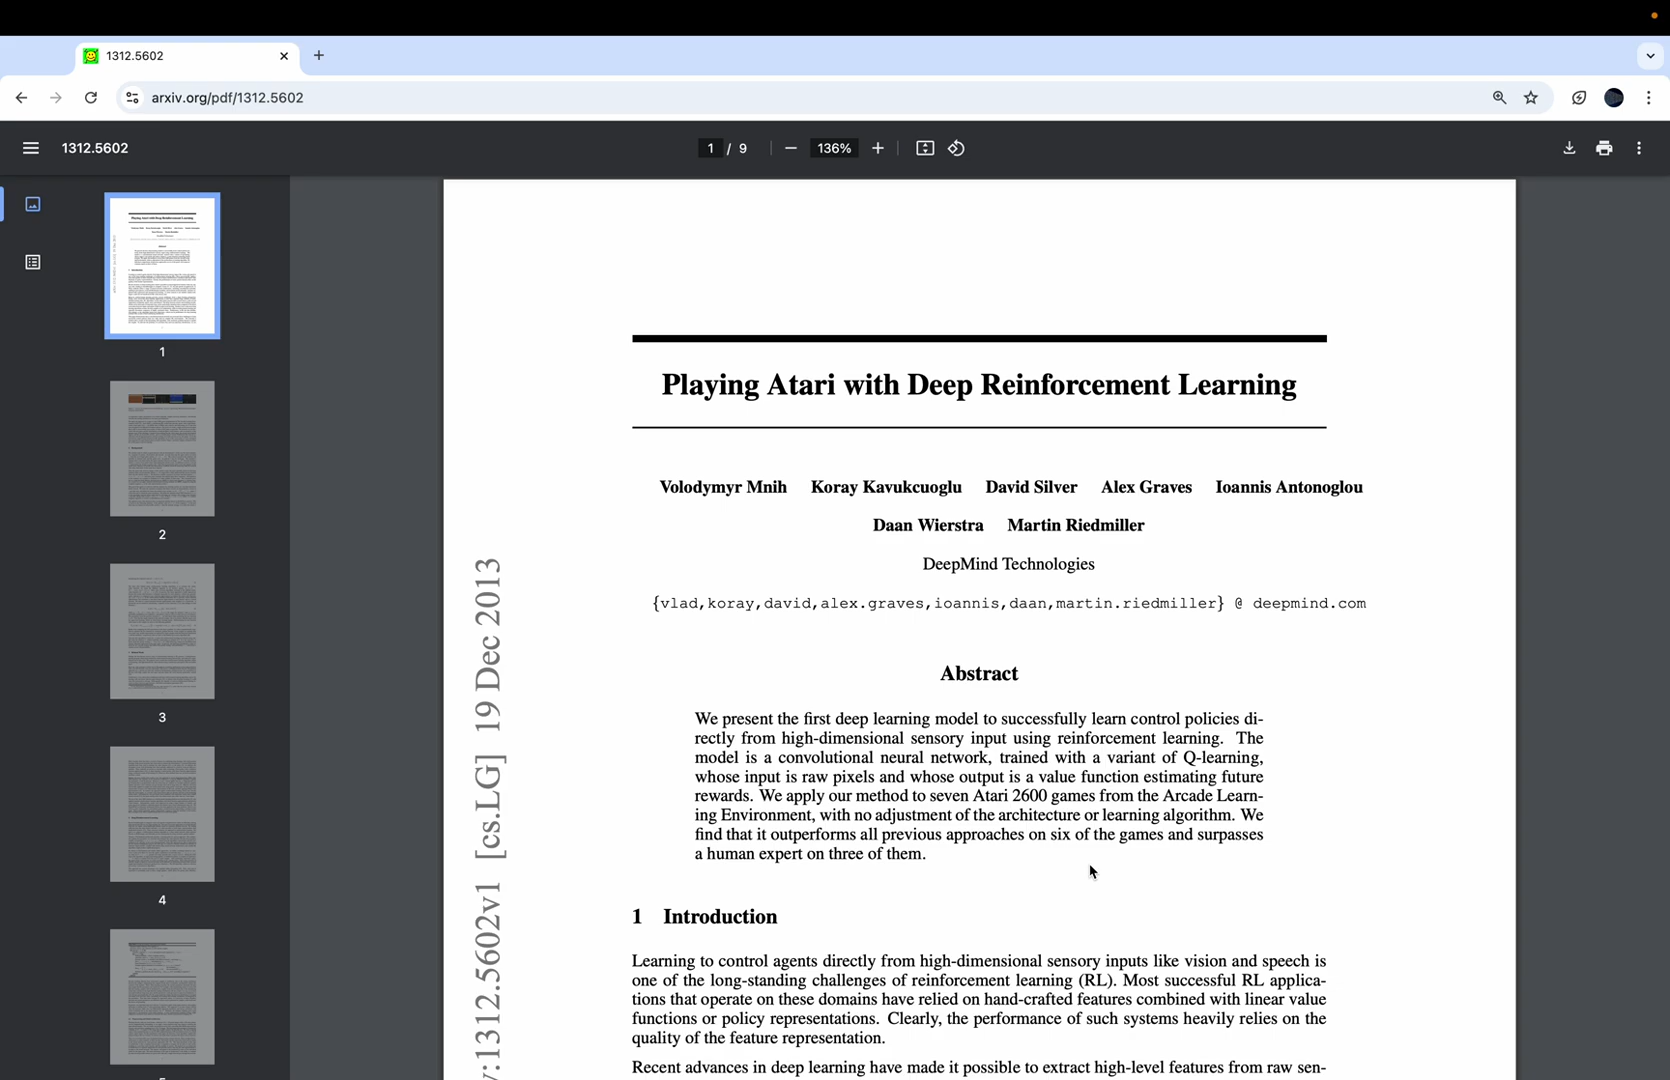 1312.5602
arxiv.org/pdf/1312.5602
1312.5602
1 / 9
136%
1
2
3
4
Playing Atari with Deep Reinforcement Learning
Volodymyr Mnih Koray Kavukcuoglu David Silver Alex Graves Ioannis Antonoglou
Daan Wierstra Martin Riedmiller
DeepMind Technologies
{vlad,koray,david,alex.graves,ioannis,daan,martin.riedmiller} @ deepmind.com
Abstract
We present the first deep learning model to successfully learn control policies di-
rectly from high-dimensional sensory input using reinforcement learning. The
model is a convolutional neural network, trained with a variant of Q-learning,
whose input is raw pixels and whose output is a value function estimating future
rewards. We apply our method to seven Atari 2600 games from the Arcade Learn-
ing Environment, with no adjustment of the architecture or learning algorithm. We
find that it outperforms all previous approaches on six of the games and surpasses
a human expert on three of them.
1 Introduction
Learning to control agents directly from high-dimensional sensory inputs like vision and speech is
one of the long-standing challenges of reinforcement learning (RL). Most successful RL applica-
tions that operate on these domains have relied on hand-crafted features combined with linear value
functions or policy representations. Clearly, the performance of such systems heavily relies on the
quality of the feature representation.
Recent advances in deep learning have made it possible to extract high-level features from raw sen-
v:1312.5602v1 [cs.LG] 19 Dec 2013